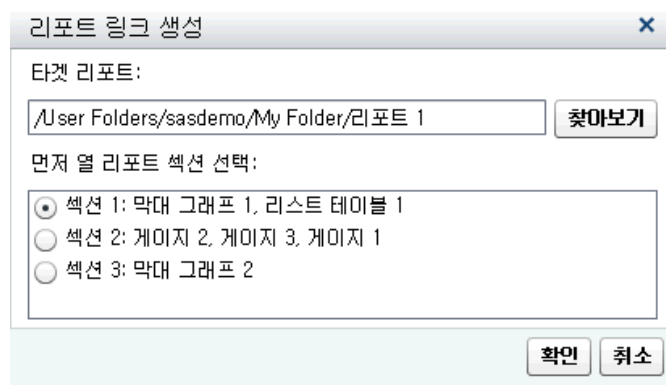 리포트 링크 생성
타겟 리포트:
/User Folders/sasdemo/My Folder/리포트 1
찾아보기
먼저 열 리포트 섹션 선택:
섹션 1: 막대 그래프 1, 리스트 테이블 1
섹션 2: 게이지 2, 게이지 3, 게이지 1
섹션 3: 막대 그래프 2
확인 취소